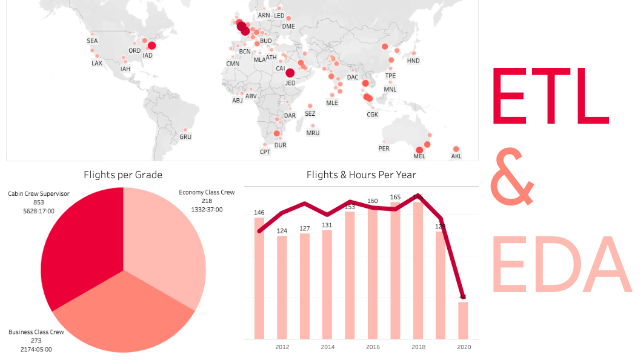 ARN LED
DME
SEA
ORD
IAD
LAX
IAH
BUD
BCN
MLA ATH
CMN
CAI
HND
JED
DAC
TPE
MNL
ABJ
ABV
MLE
CGK
DAR
SEZ
MRU
GRU
DUR
CPT
PER
MEL
AKL
ETL
&
EDA
Flights per Grade
Cabin Crew Supervisor
853
5628:17:00
Economy Class Crew
218
1332:37:00
Business Class Crew
273
2174:05:00
Flights & Hours Per Year
146
124
127
131
153
160
165
2012
2014
2016
2018
2020